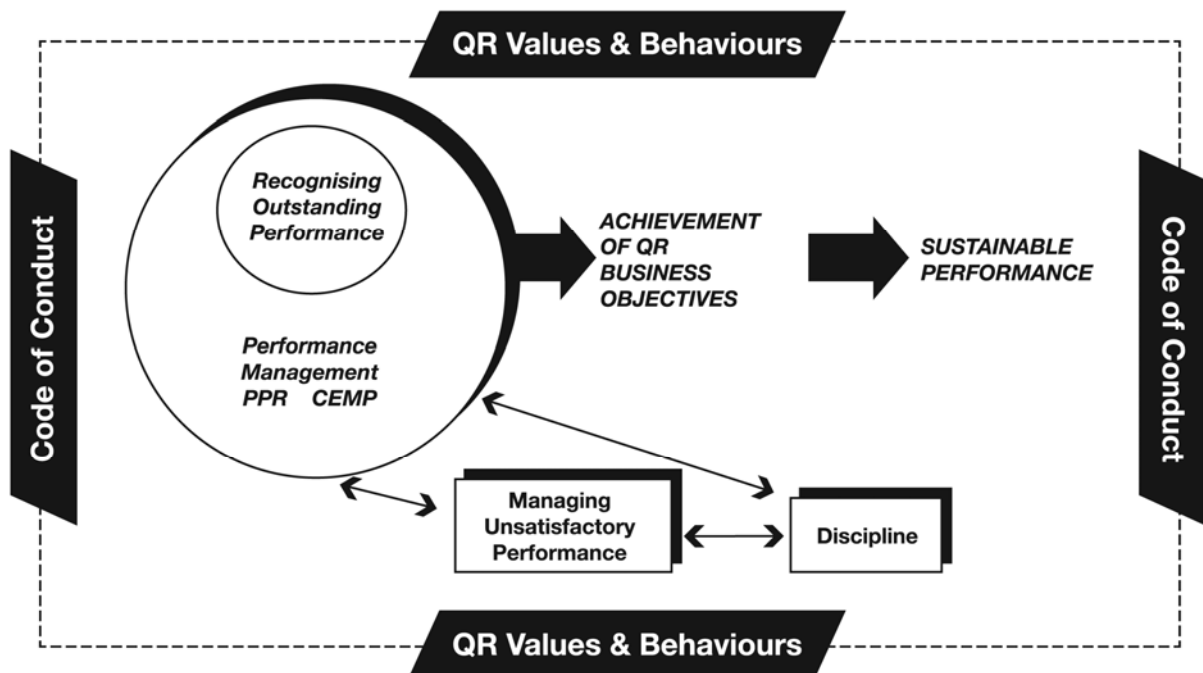 QR Values & Behaviours
Code of Conduct
Recognising
Outstanding
Performance
Performance
Management
PPR CEMP
ACHIEVEMENT
OF QR
BUSINESS
OBJECTIVES
SUSTAINABLE
PERFORMANCE
Code of Conduct
Managing
Unsatisfactory
Performance
Discipline
QR Values & Behaviours